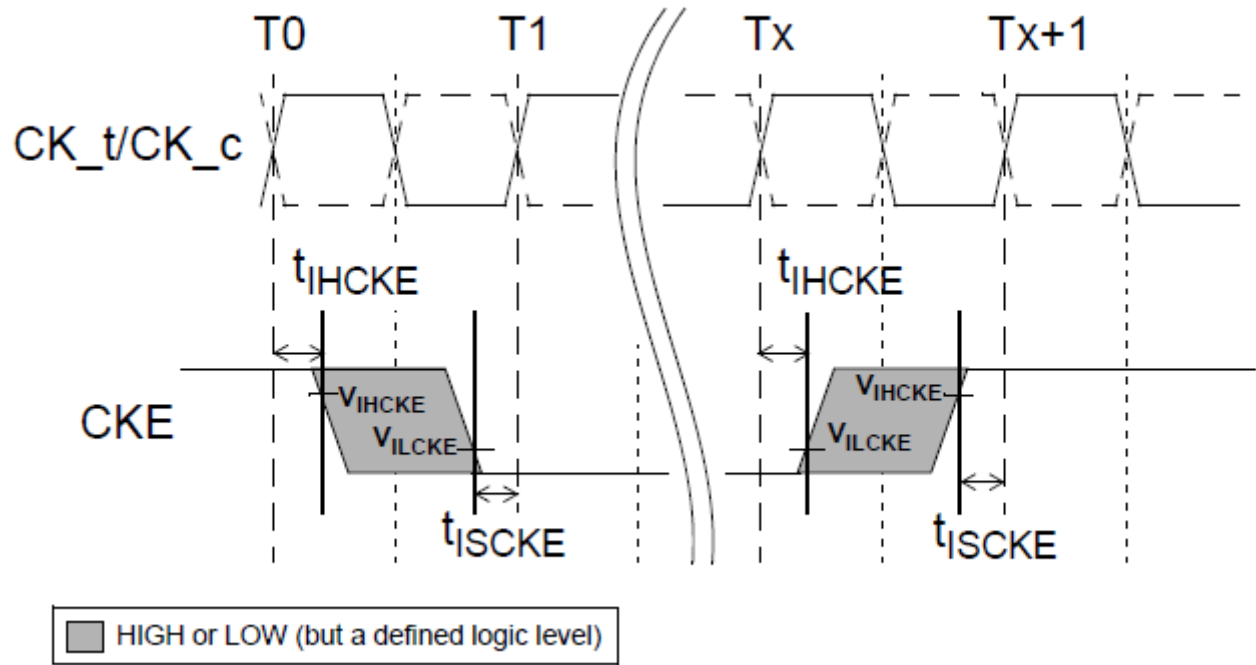 T0 T1 Tx Tx+1
CK_t/CK_c
tIHCKE tIHCKE
CKE
VIHCKE VIHCKE
VILCKE VILCKE
tISCKE tISCKE
HIGH or LOW (but a defined logic level)